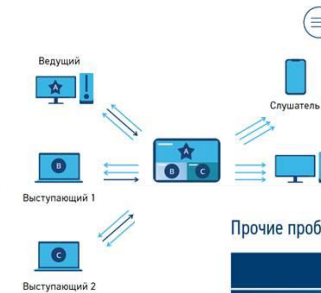 Ведущий
Слушатель
В
В
С
Выступающий 1
Прочие проб
С
Выступающий 2